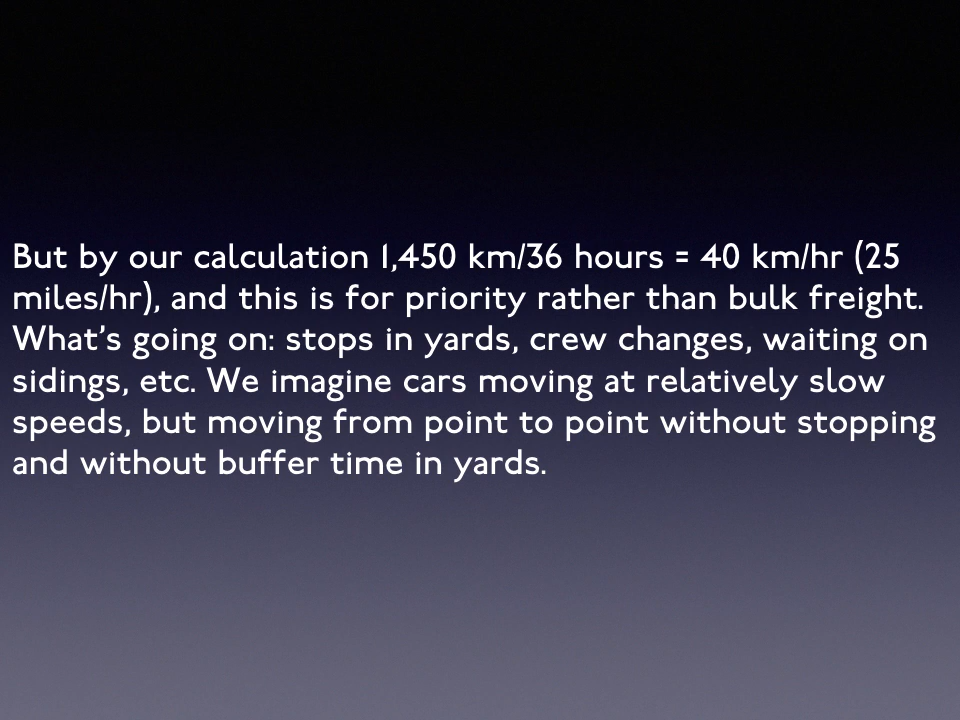 But by our calculation 1,450 km/36 hours = 40 km/hr (25
miles/hr), and this is for priority rather than bulk freight.
What's going on: stops in yards, crew changes, waiting on
sidings, etc. We imagine cars moving at relatively slow
speeds, but moving from point to point without stopping
and without buffer time in yards.